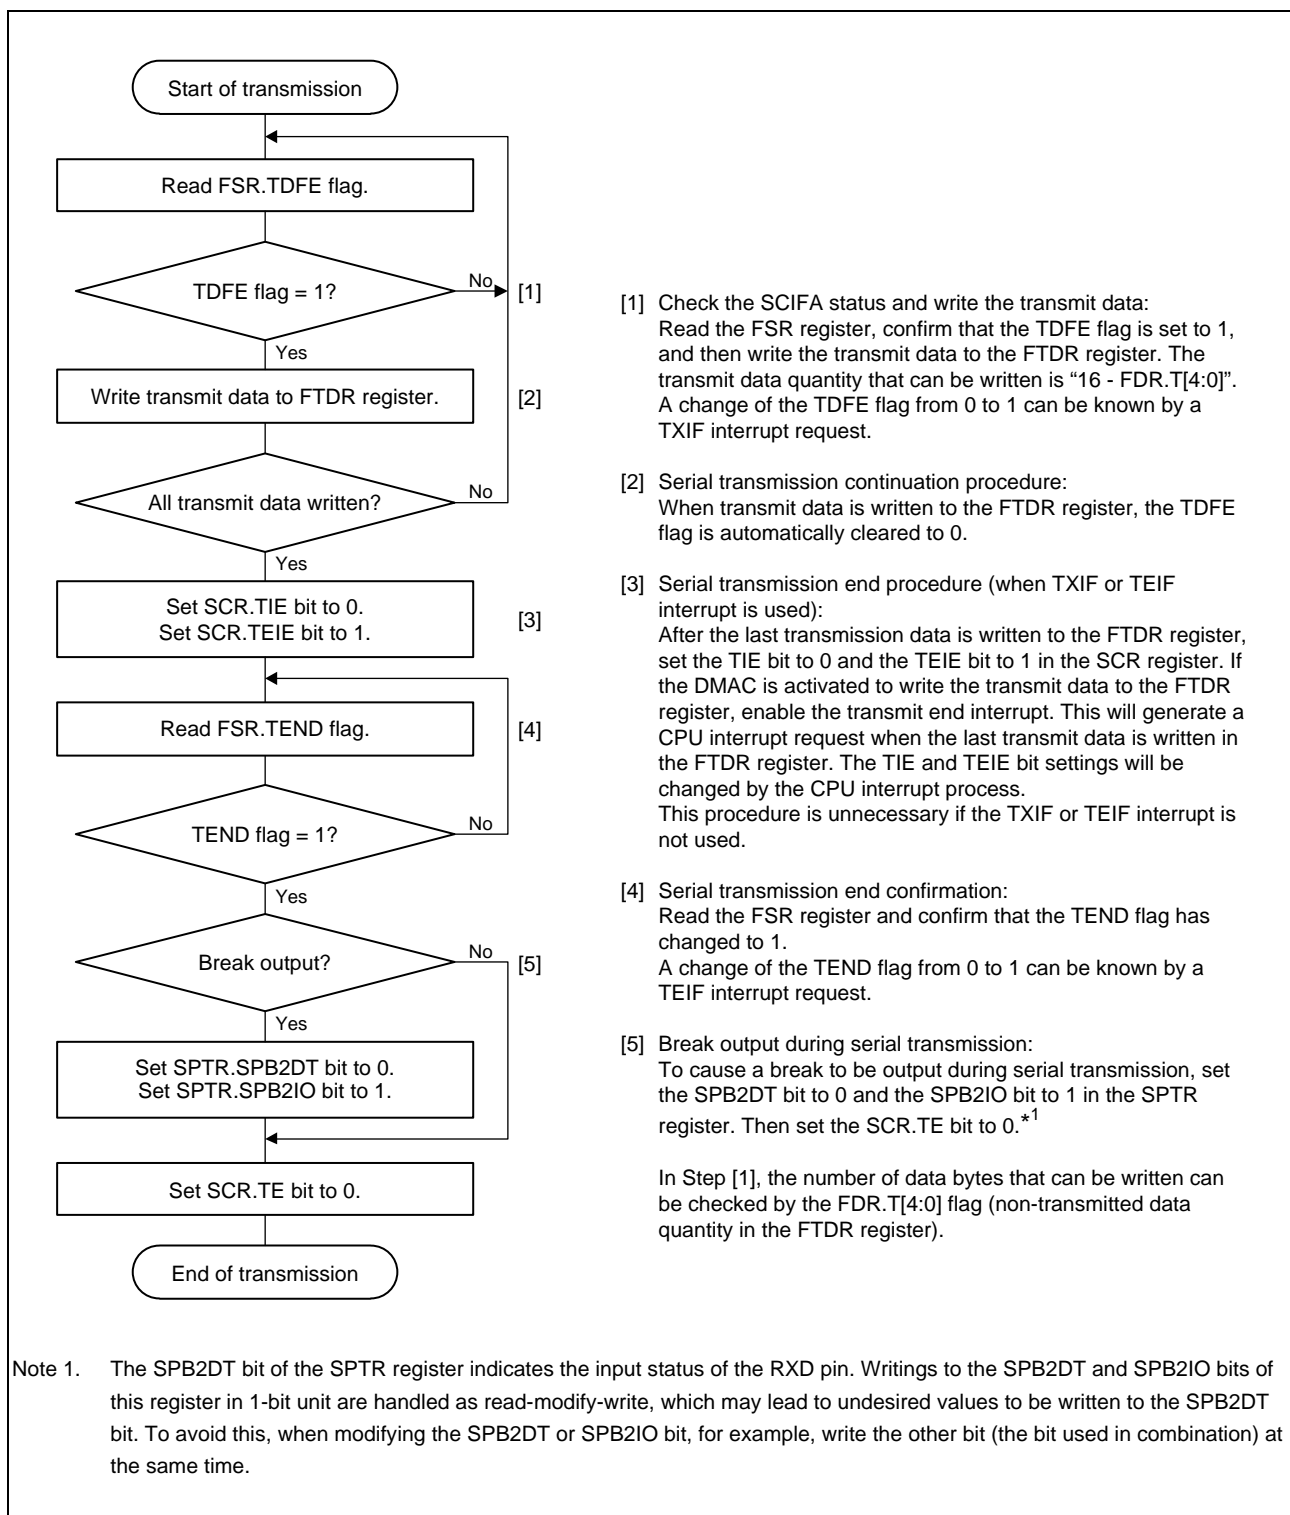 Start of transmission
Read FSR.TDFE flag.
TDFE flag = 1?
No
[1]
Yes
Write transmit data to FTDR register.
[2]
All transmit data written?
No
Yes
Set SCR.TIE bit to 0.
Set SCR.TEIE bit to 1.
[3]
Read FSR.TEND flag.
[4]
TEND flag = 1?
No
Yes
Break output?
No
[5]
Yes
Set SPTR.SPB2DT bit to 0.
Set SPTR.SPB2IO bit to 1.
Set SCR.TE bit to 0.
End of transmission
[1] Check the SCIFA status and write the transmit data:
Read the FSR register, confirm that the TDFE flag is set to 1,
and then write the transmit data to the FTDR register. The
transmit data quantity that can be written is “16 - FDR.T[4:0]”.
A change of the TDFE flag from 0 to 1 can be known by a
TXIF interrupt request.
[2] Serial transmission continuation procedure:
When transmit data is written to the FTDR register, the TDFE
flag is automatically cleared to 0.
[3] Serial transmission end procedure (when TXIF or TEIF
interrupt is used):
After the last transmission data is written to the FTDR register,
set the TIE bit to 0 and the TEIE bit to 1 in the SCR register. If
the DMAC is activated to write the transmit data to the FTDR
register, enable the transmit end interrupt. This will generate a
CPU interrupt request when the last transmit data is written in
the FTDR register. The TIE and TEIE bit settings will be
changed by the CPU interrupt process.
This procedure is unnecessary if the TXIF or TEIF interrupt is
not used.
[4] Serial transmission end confirmation:
Read the FSR register and confirm that the TEND flag has
changed to 1.
A change of the TEND flag from 0 to 1 can be known by a
TEIF interrupt request.
[5] Break output during serial transmission:
To cause a break to be output during serial transmission, set
the SPB2DT bit to 0 and the SPB2IO bit to 1 in the SPTR
register. Then set the SCR.TE bit to 0.*1
In Step [1], the number of data bytes that can be written can
be checked by the FDR.T[4:0] flag (non-transmitted data
quantity in the FTDR register).
Note 1. The SPB2DT bit of the SPTR register indicates the input status of the RXD pin. Writings to the SPB2DT and SPB2IO bits of
this register in 1-bit unit are handled as read-modify-write, which may lead to undesired values to be written to the SPB2DT
bit. To avoid this, when modifying the SPB2DT or SPB2IO bit, for example, write the other bit (the bit used in combination) at
the same time.